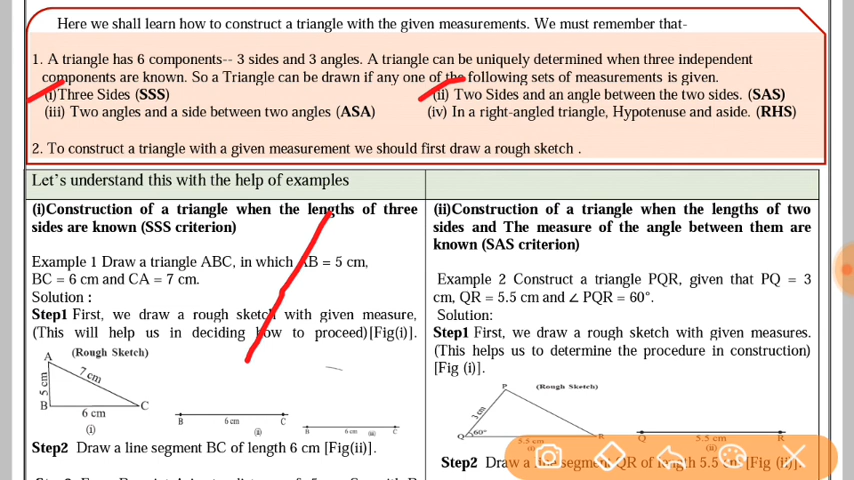 Here we shall learn how to construct a triangle with the given measurements. We must remember that-
1. A triangle has 6 components-- 3 sides and 3 angles. A triangle can be uniquely determined when three independent
components are known. So a Triangle can be drawn if any one of the following sets of measurements is given.
(i)Three Sides (SSS)
(ii) Two Sides and an angle between the two sides. (SAS)
(iii) Two angles and a side between two angles (ASA)
(iv) In a right-angled triangle, Hypotenuse and aside. (RHS)
2. To construct a triangle with a given measurement we should first draw a rough sketch .
Let's understand this with the help of examples
(i)Construction of a triangle when the lengths of three
sides are known (SSS criterion)
Example 1 Draw a triangle ABC, in which AB = 5 cm,
BC = 6 cm and CA = 7 cm.
Solution :
Step1 First, we draw a rough sketch with given measure,
(This will help us in deciding how to proceed)[Fig(i)].
(Rough Sketch)
A
7 cm
5 cm
B
C
6 cm
(i)
B
6 cm
C
(ii)
B
6 cm
(iii)
C
Step2 Draw a line segment BC of length 6 cm [Fig(ii)].
(ii)Construction of a triangle when the lengths of two
sides and The measure of the angle between them are
known (SAS criterion)
Example 2 Construct a triangle PQR, given that PQ = 3
cm, QR = 5.5 cm and ∠ PQR = 60°.
Solution:
Step1 First, we draw a rough sketch with given measures.
(This helps us to determine the procedure in construction)
[Fig (i)].
P
(Rough Sketch)
3 cm
60°
Q
R
5.5 cm
Q
5.5 cm
R
(ii)
Step2 Draw a line segment QR of length 5.5 cm [Fig (ii)].